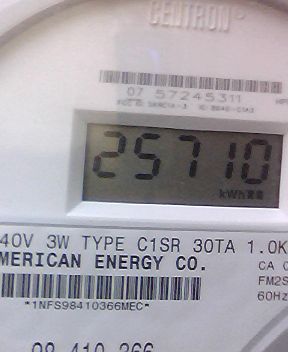 CENTRON
07 57245311
25710
kWh
40V 3W TYPE C1SR 30TA 1.0K
MERICAN ENERGY CO.
CA 0
FM2S
60Hz
*1NFS98410366MEC*
98 410 366